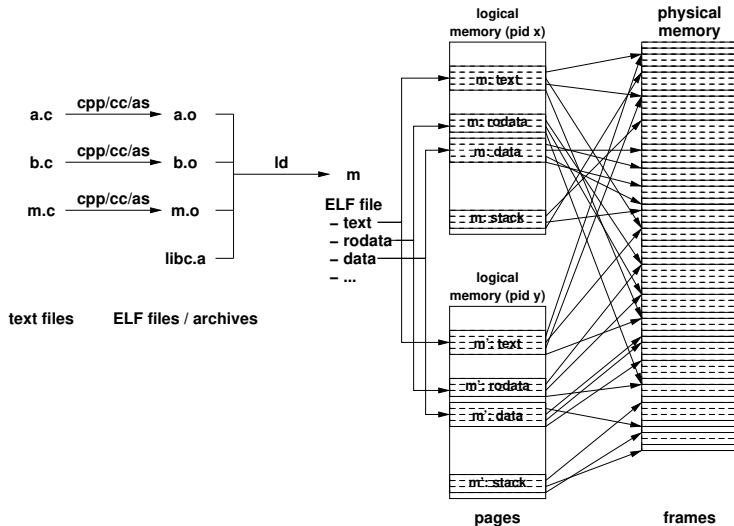 logical
memory (pid x)
physical
memory
m: text
m: rodata
m: data
m: stack
a.c
cpp/cc/as
a.o
b.c
cpp/cc/as
b.o
m.c
cpp/cc/as
m.o
libc.a
ld
m
ELF file
– text
– rodata
– data
– ...
logical
memory (pid y)
m': text
m': rodata
m': data
m': stack
text files
ELF files / archives
pages
frames